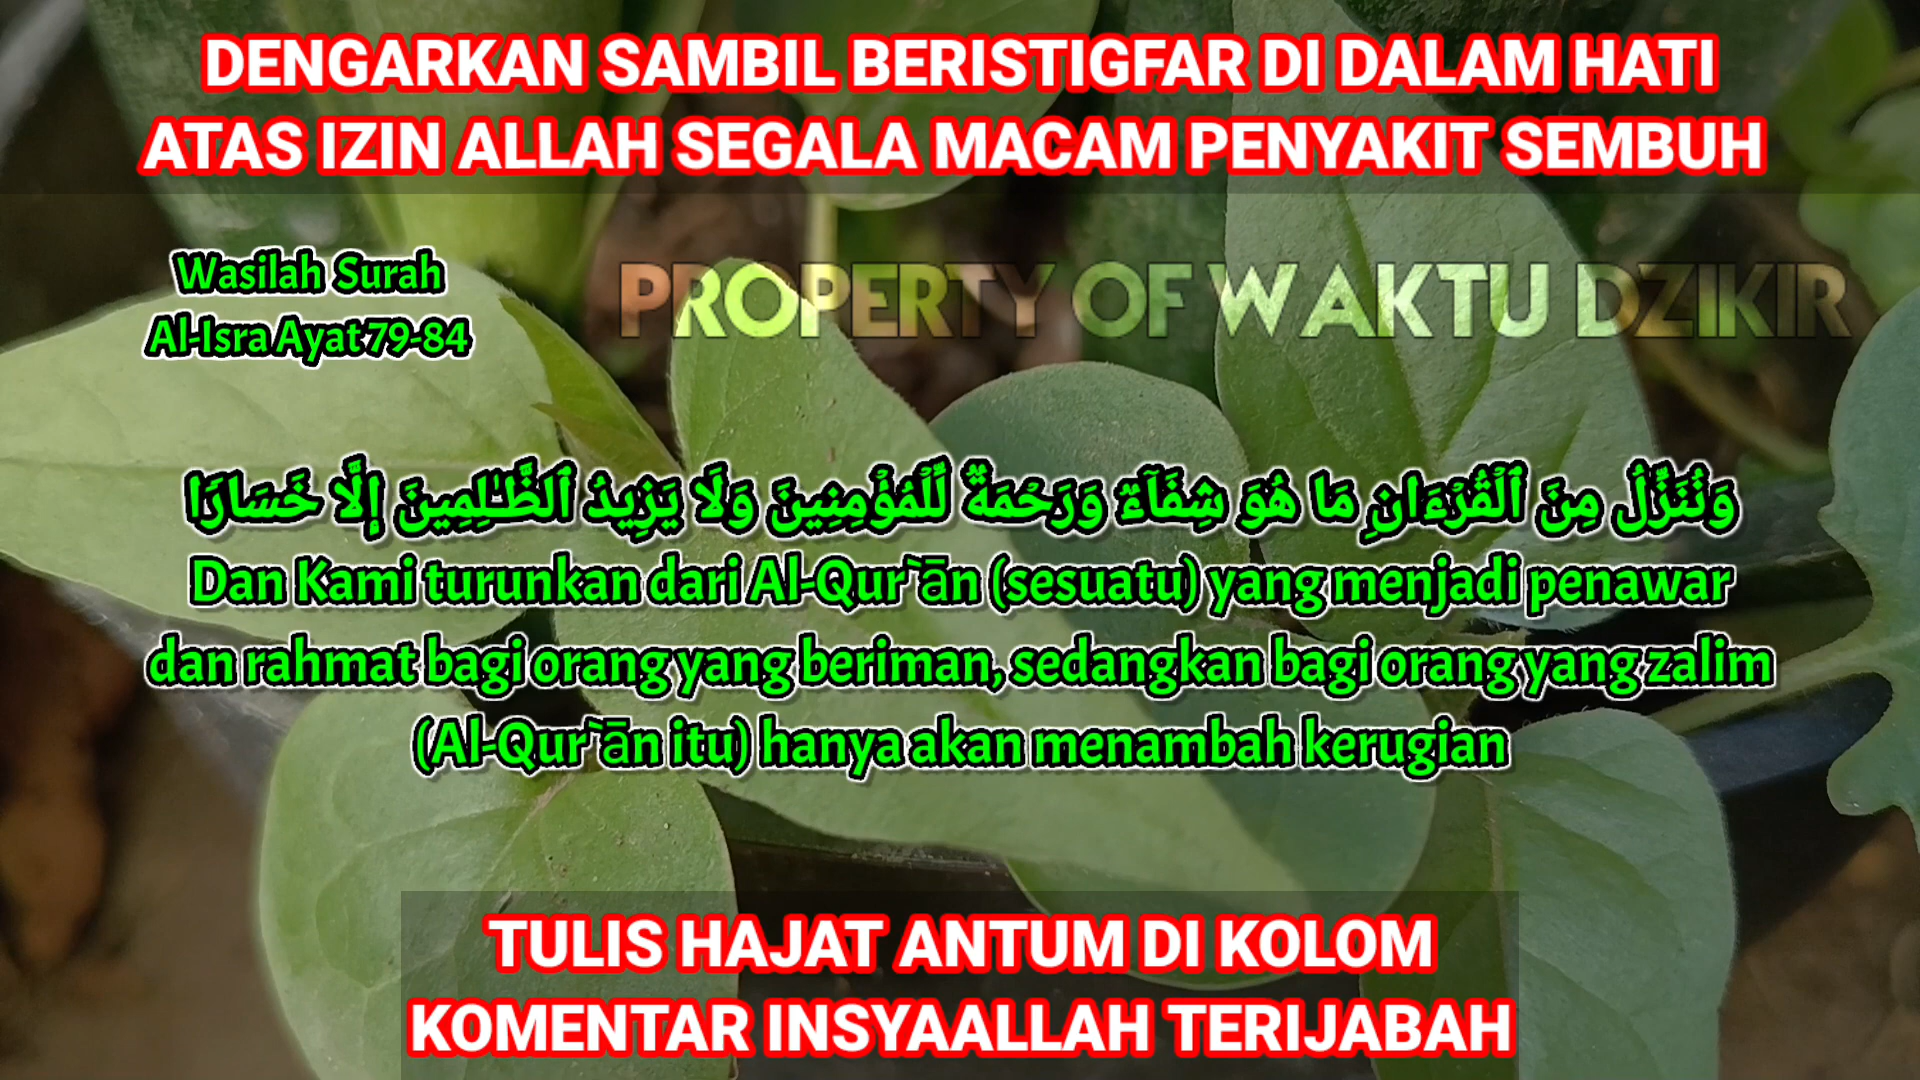 DENGARKAN SAMBIL BERISTIGFAR DI DALAM HATI
ATAS IZIN ALLAH SEGALA MACAM PENYAKIT SEMBUH
Wasilah Surah
Al-Isra Ayat 79-84
PROPERTY OF WAKTU DZIKIR
وَنُنَزِّلُ مِنَ ٱلْقُرْءَانِ مَا هُوَ شِفَآءٌ وَرَحْمَةٌ لِّلْمُؤْمِنِينَ وَلَا يَزِيدُ ٱلظَّـٰلِمِينَ إِلَّا خَسَارًا
Dan Kami turunkan dari Al-Qur`ān (sesuatu) yang menjadi penawar
dan rahmat bagi orang yang beriman, sedangkan bagi orang yang zalim
(Al-Qur`ān itu) hanya akan menambah kerugian
TULIS HAJAT ANTUM DI KOLOM
KOMENTAR INSYAALLAH TERIJABAH